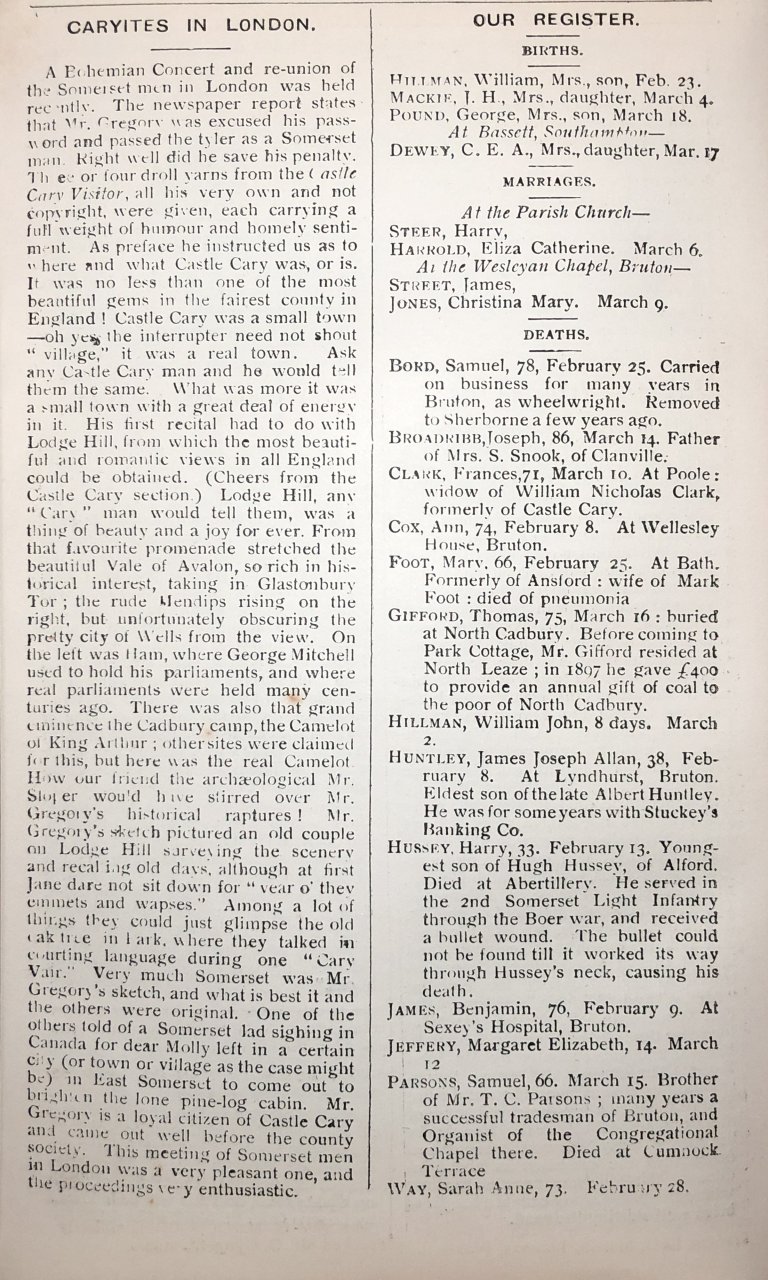 CARYITES IN LONDON.
A Bohemian Concert and re-union of
the Somerset men in London was held
recently. The newspaper report states
that Mr. Gregory was excused his pass-
word and passed the tyler as a Somerset
man. Right well did he save his penalty.
Three or four droll yarns from the Castle
Cary Visitor, all his very own and not
copyright, were given, each carrying a
full weight of humour and homely senti-
ment. As preface he instructed us as to
where and what Castle Cary was, or is.
It was no less than one of the most
beautiful gems in the fairest county in
England ! Castle Cary was a small town
—oh yes, the interrupter need not shout
“ village,” it was a real town. Ask
any Castle Cary man and he would tell
them the same. What was more it was
a small town with a great deal of energy
in it. His first recital had to do with
Lodge Hill, from which the most beauti-
ful and romantic views in all England
could be obtained. (Cheers from the
Castle Cary section.) Lodge Hill, any
“ Cary ” man would tell them, was a
thing of beauty and a joy for ever. From
that favourite promenade stretched the
beautiful Vale of Avalon, so rich in his-
torical interest, taking in Glastonbury
Tor ; the rude Mendips rising on the
right, but unfortunately obscuring the
pretty city of Wells from the view. On
the left was Ham, where George Mitchell
used to hold his parliaments, and where
real parliaments were held many cen-
turies ago. There was also that grand
eminence the Cadbury camp, the Camelot
of King Arthur ; other sites were claimed
for this, but here was the real Camelot.
How our friend the archæological Mr.
Sloper would have stirred over Mr.
Gregory's historical raptures ! Mr.
Gregory's sketch pictured an old couple
on Lodge Hill surveying the scenery
and recalling old days, although at first
Jane dare not sit down for “ vear o' they
emmets and wapses.” Among a lot of
things they could just glimpse the old
oak tree in Park, where they talked in
courting language during one “ Cary
Vair.” Very much Somerset was Mr.
Gregory's sketch, and what is best it and
the others were original. One of the
others told of a Somerset lad sighing in
Canada for dear Molly left in a certain
city (or town or village as the case might
be) in East Somerset to come out to
brighten the lone pine-log cabin. Mr.
Gregory is a loyal citizen of Castle Cary
and came out well before the county
society. This meeting of Somerset men
in London was a very pleasant one, and
the proceedings very enthusiastic.
OUR REGISTER.
BIRTHS.
HILLMAN, William, Mrs., son, Feb. 23.
MACKIE, J. H., Mrs., daughter, March 4.
POUND, George, Mrs., son, March 18.
At Bassett, Southampton—
DEWEY, C. E. A., Mrs., daughter, Mar. 17
MARRIAGES.
At the Parish Church—
STEER, Harry,
HARROLD, Eliza Catherine. March 6.
At the Wesleyan Chapel, Bruton—
STREET, James,
JONES, Christina Mary. March 9.
DEATHS.
BORD, Samuel, 78, February 25. Carried
on business for many years in
Bruton, as wheelwright. Removed
to Sherborne a few years ago.
BROADRIBB, Joseph, 86, March 14. Father
of Mrs. S. Snook, of Clanville.
CLARK, Frances, 71, March 10. At Poole :
widow of William Nicholas Clark,
formerly of Castle Cary.
COX, Ann, 74, February 8. At Wellesley
House, Bruton.
FOOT, Mary, 66, February 25. At Bath.
Formerly of Ansford : wife of Mark
Foot : died of pneumonia
GIFFORD, Thomas, 75, March 16 : buried
at North Cadbury. Before coming to
Park Cottage, Mr. Gifford resided at
North Leaze ; in 1897 he gave £400
to provide an annual gift of coal to
the poor of North Cadbury.
HILLMAN, William John, 8 days. March
2.
HUNTLEY, James Joseph Allan, 38, Feb-
ruary 8. At Lyndhurst, Bruton.
Eldest son of the late Albert Huntley.
He was for some years with Stuckey's
Banking Co.
HUSSEY, Harry, 33. February 13. Young-
est son of Hugh Hussey, of Alford.
Died at Abertillery. He served in
the 2nd Somerset Light Infantry
through the Boer war, and received
a bullet wound. The bullet could
not be found till it worked its way
through Hussey's neck, causing his
death.
JAMES, Benjamin, 76, February 9. At
Sexey's Hospital, Bruton.
JEFFERY, Margaret Elizabeth, 14. March
12
PARSONS, Samuel, 66. March 15. Brother
of Mr. T. C. Parsons ; many years a
successful tradesman of Bruton, and
Organist of the Congregational
Chapel there. Died at Cumnock
Terrace
WAY, Sarah Anne, 73. February 28.